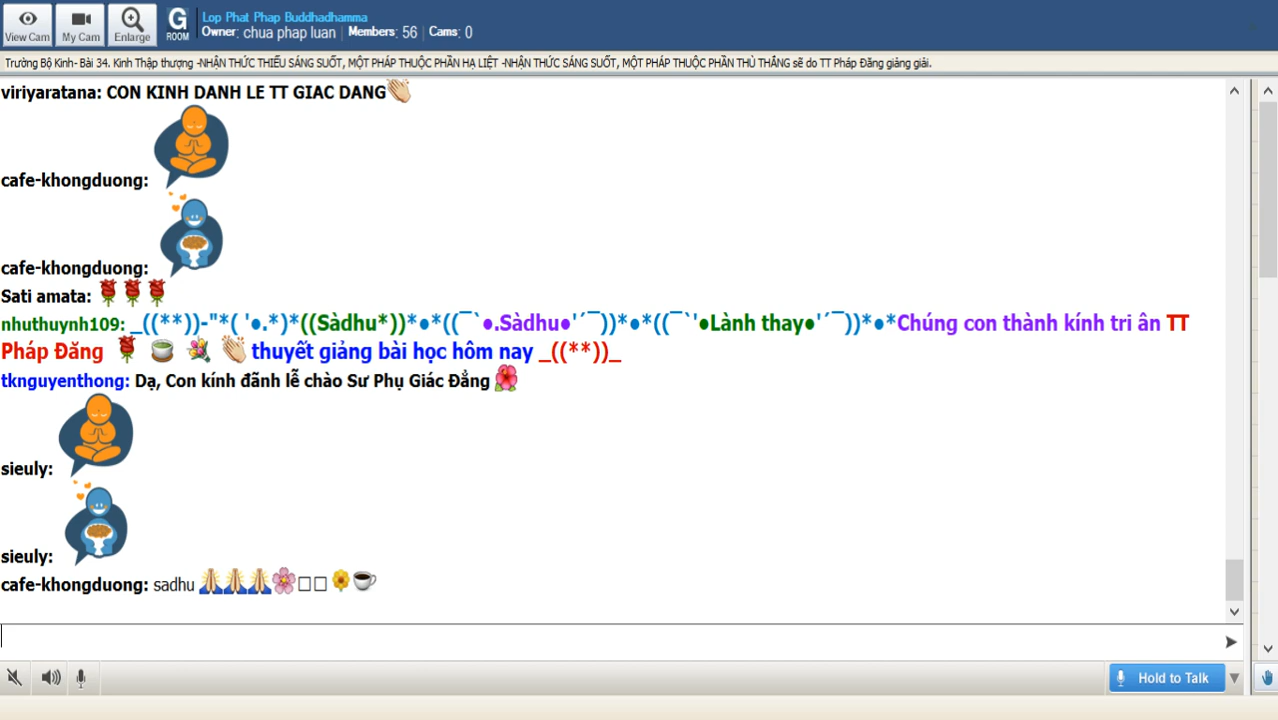 View Cam
My Cam
Enlarge
G
ROOM
Lop Phat Phap Buddhadhamma
Owner: chua phap luan | Members: 56 | Cams: 0
Trường Bộ Kinh- Bài 34. Kinh Thập thượng -NHẬN THỨC THIẾU SÁNG SUỐT, MỘT PHÁP THUỘC PHẦN HẠ LIỆT -NHẬN THỨC SÁNG SUỐT, MỘT PHÁP THUỘC PHẦN THÙ THẮNG sẽ do TT Pháp Đăng giảng giải.
viriyaratana: CON KINH DANH LE TT GIAC DANG👏
cafe-khongduong:
cafe-khongduong:
Sati amata: 🌹🌹🌹
nhuthuynh109: _((**))-"*( '●.*)*((Sàdhu*))*●*((¯`●.Sàdhu●'´¯))*●*((¯`'●Lành thay●'´¯))*●*Chúng con thành kính tri ân TT
Pháp Đăng 🌹 🍵 💐 👏 thuyết giảng bài học hôm nay _((**))_
tknguyenthong: Dạ, Con kính đãnh lễ chào Sư Phụ Giác Đẳng 🌺
sieuly:
sieuly:
cafe-khongduong: sadhu 🙏🙏🙏🌸□□ 🌻☕
Hold to Talk